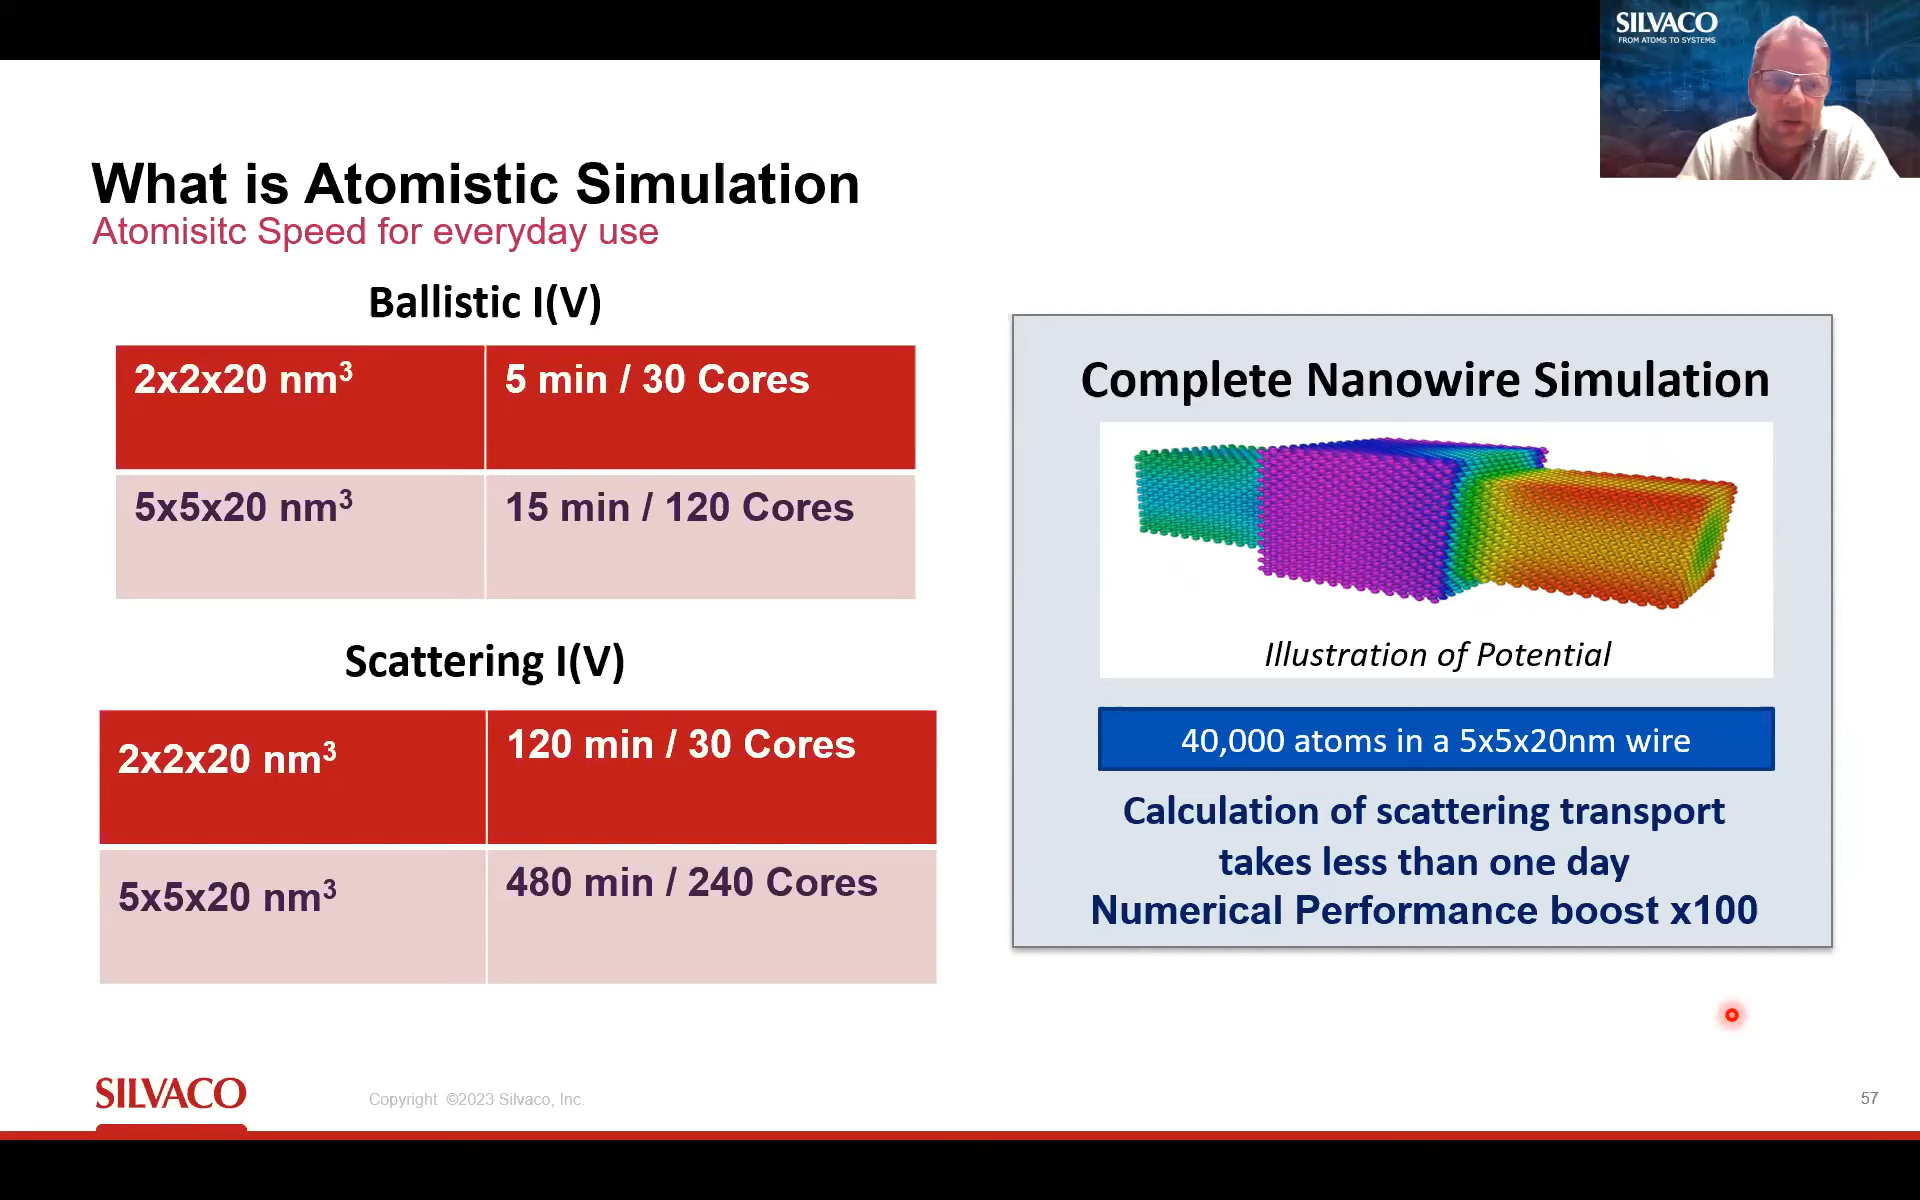 SILVACO
FROM ATOMS TO SYSTEMS
What is Atomistic Simulation
Atomisitc Speed for everyday use
Ballistic I(V)
2x2x20 nm³ 5 min / 30 Cores
5x5x20 nm³ 15 min / 120 Cores
Scattering I(V)
2x2x20 nm³ 120 min / 30 Cores
5x5x20 nm³ 480 min / 240 Cores
Complete Nanowire Simulation
Illustration of Potential
40,000 atoms in a 5x5x20nm wire
Calculation of scattering transport
takes less than one day
Numerical Performance boost x100
SILVACO
Copyright ©2023 Silvaco, Inc.
57